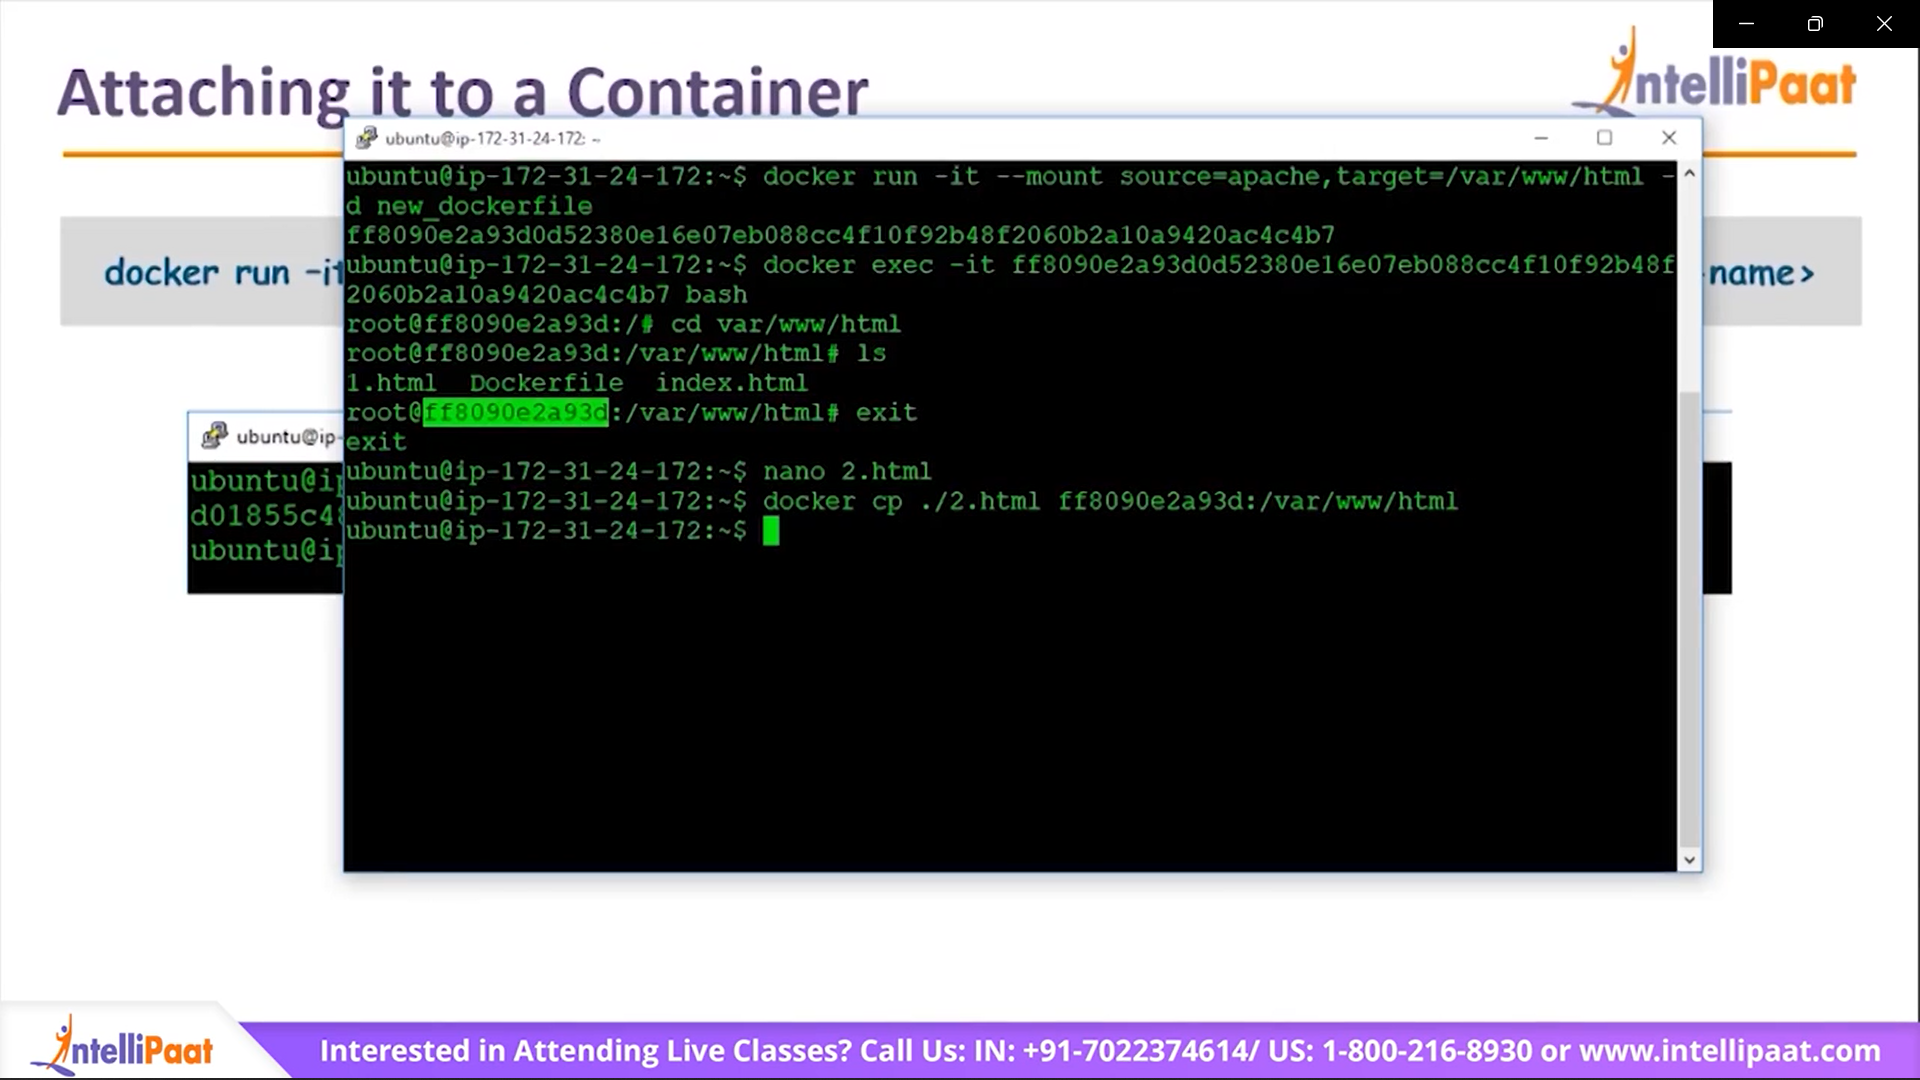 Attaching it to a Container
IntelliPaat
ubuntu@ip-172-31-24-172: ~
ubuntu@ip-172-31-24-172:~$ docker run -it --mount source=apache,target=/var/www/html -
d new_dockerfile
ff8090e2a93d0d52380e16e07eb088cc4f10f92b48f2060b2a10a9420ac4c4b7
ubuntu@ip-172-31-24-172:~$ docker exec -it ff8090e2a93d0d52380e16e07eb088cc4f10f92b48f
2060b2a10a9420ac4c4b7 bash
root@ff8090e2a93d:/# cd var/www/html
root@ff8090e2a93d:/var/www/html# ls
1.html  Dockerfile  index.html
root@ff8090e2a93d:/var/www/html# exit
exit
ubuntu@ip-172-31-24-172:~$ nano 2.html
ubuntu@ip-172-31-24-172:~$ docker cp ./2.html ff8090e2a93d:/var/www/html
ubuntu@ip-172-31-24-172:~$
docker run -it
name>
ubuntu@ip-
ubuntu@ip
d01855c48
ubuntu@ip
IntelliPaat
Interested in Attending Live Classes? Call Us: IN: +91-7022374614/ US: 1-800-216-8930 or www.intellipaat.com